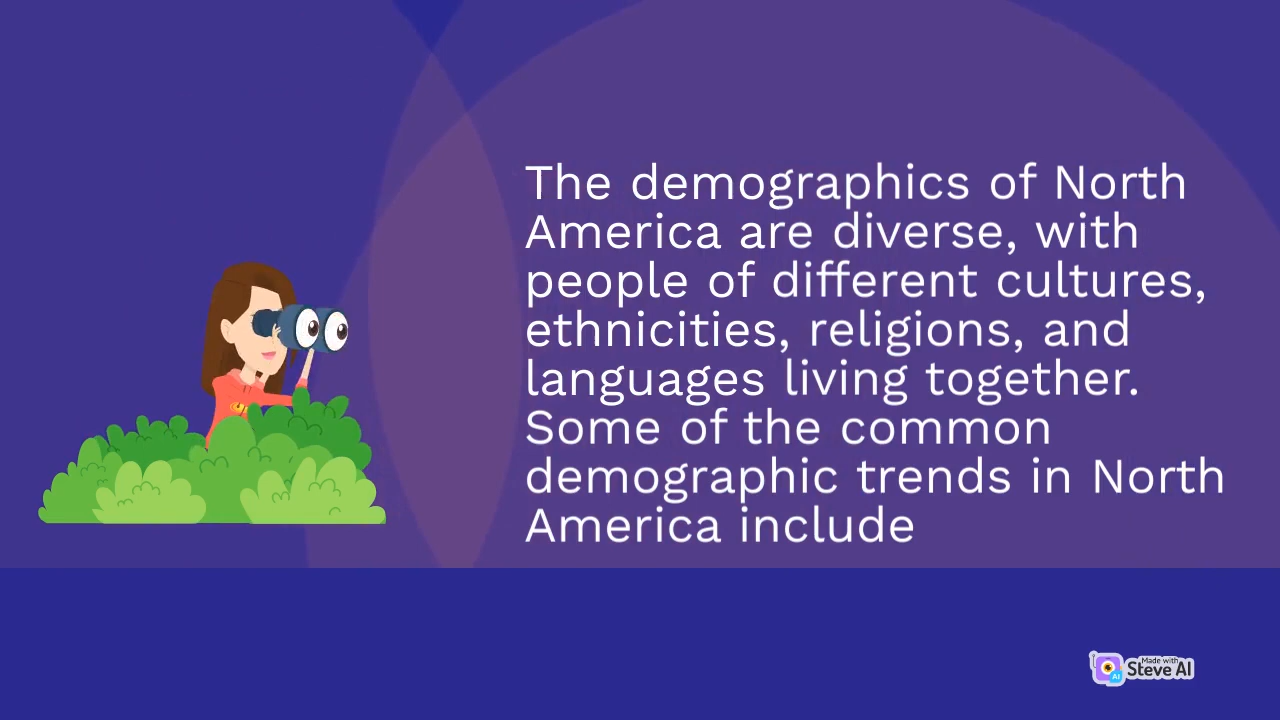 The demographics of North
America are diverse, with
people of different cultures,
ethnicities, religions, and
languages living together.
Some of the common
demographic trends in North
America include
Made with
Steve AI
AI